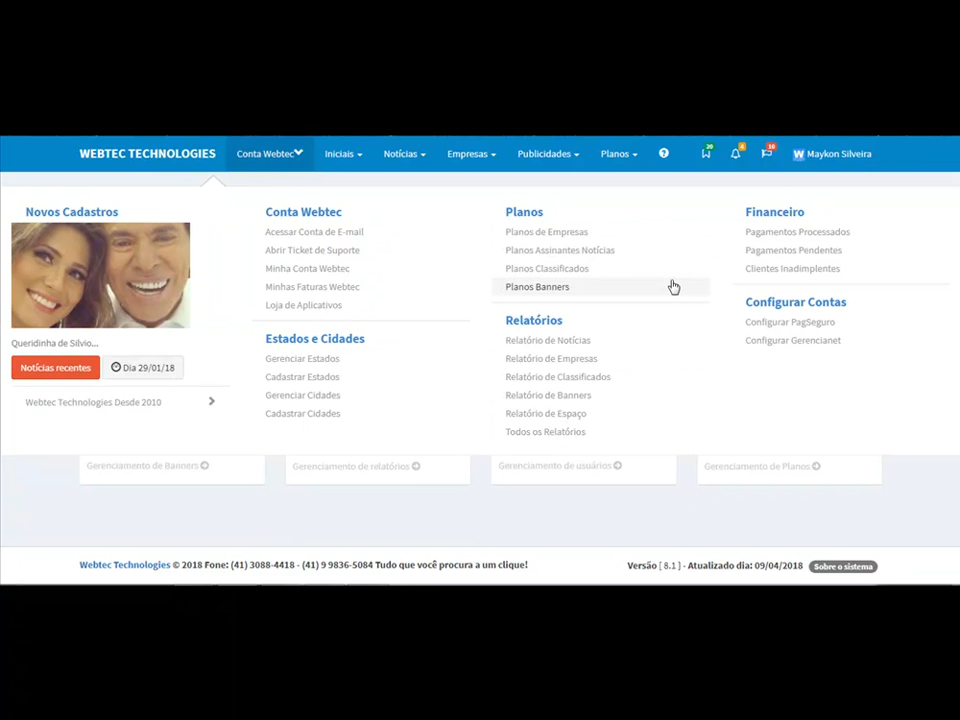 WEBTEC TECHNOLOGIES Conta Webtec Iniciais Notícias Empresas Publicidades Planos ? 20 6 10 W Maykon Silveira
Novos Cadastros
Queridinha de Silvio...
Notícias recentes Dia 29/01/18
Webtec Technologies Desde 2010
Conta Webtec
Acessar Conta de E-mail
Abrir Ticket de Suporte
Minha Conta Webtec
Minhas Faturas Webtec
Loja de Aplicativos
Estados e Cidades
Gerenciar Estados
Cadastrar Estados
Gerenciar Cidades
Cadastrar Cidades
Planos
Planos de Empresas
Planos Assinantes Notícias
Planos Classificados
Planos Banners
Relatórios
Relatório de Notícias
Relatório de Empresas
Relatório de Classificados
Relatório de Banners
Relatório de Espaço
Todos os Relatórios
Financeiro
Pagamentos Processados
Pagamentos Pendentes
Clientes Inadimplentes
Configurar Contas
Configurar PagSeguro
Configurar Gerencianet
Gerenciamento de Banners Gerenciamento de relatórios Gerenciamento de usuários Gerenciamento de Planos
Webtec Technologies © 2018 Fone: (41) 3088-4418 - (41) 9 9836-5084 Tudo que você procura a um clique! Versão [ 8.1 ] - Atualizado dia: 09/04/2018 Sobre o sistema